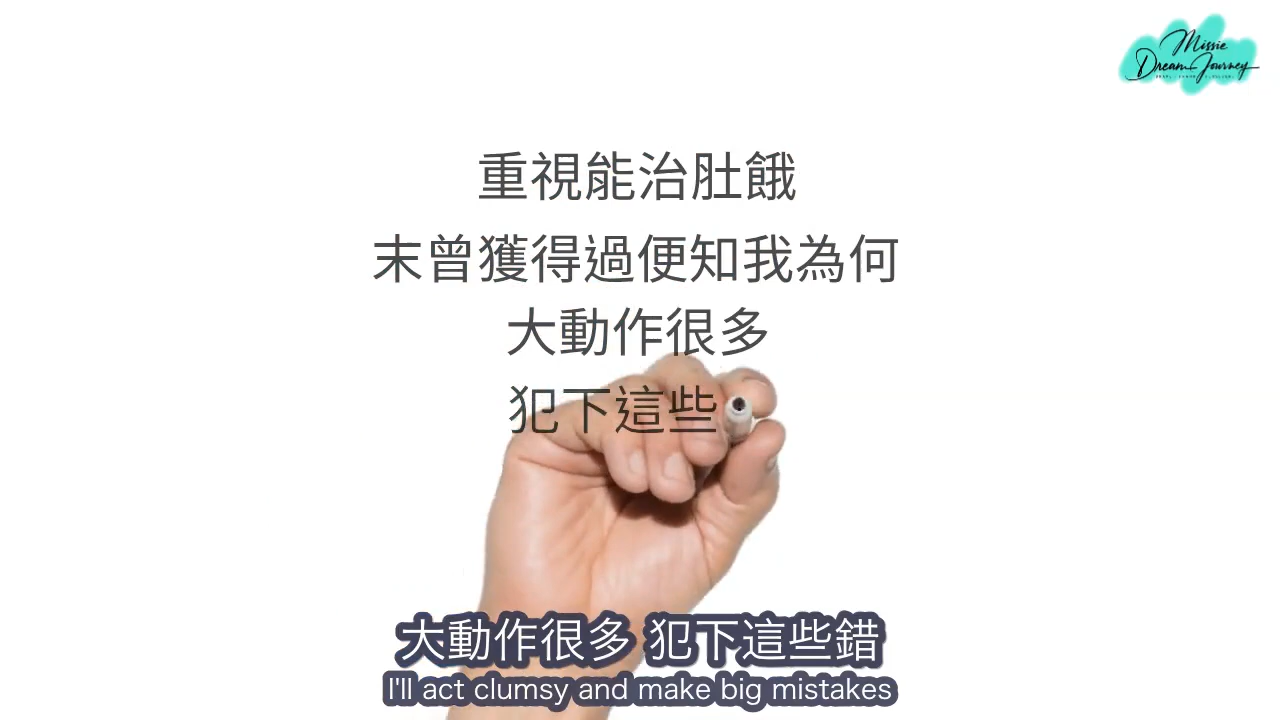 Missie
Dream Journey
重視能治肚餓
末曾獲得過便知我為何
大動作很多
犯下這些
大動作很多 犯下這些錯
I'll act clumsy and make big mistakes